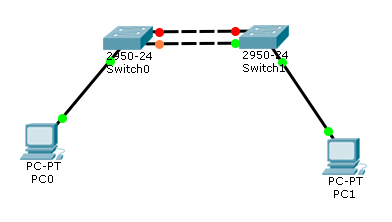 2950-24
Switch0
2950-24
Switch1
PC-PT
PC0
PC-PT
PC1